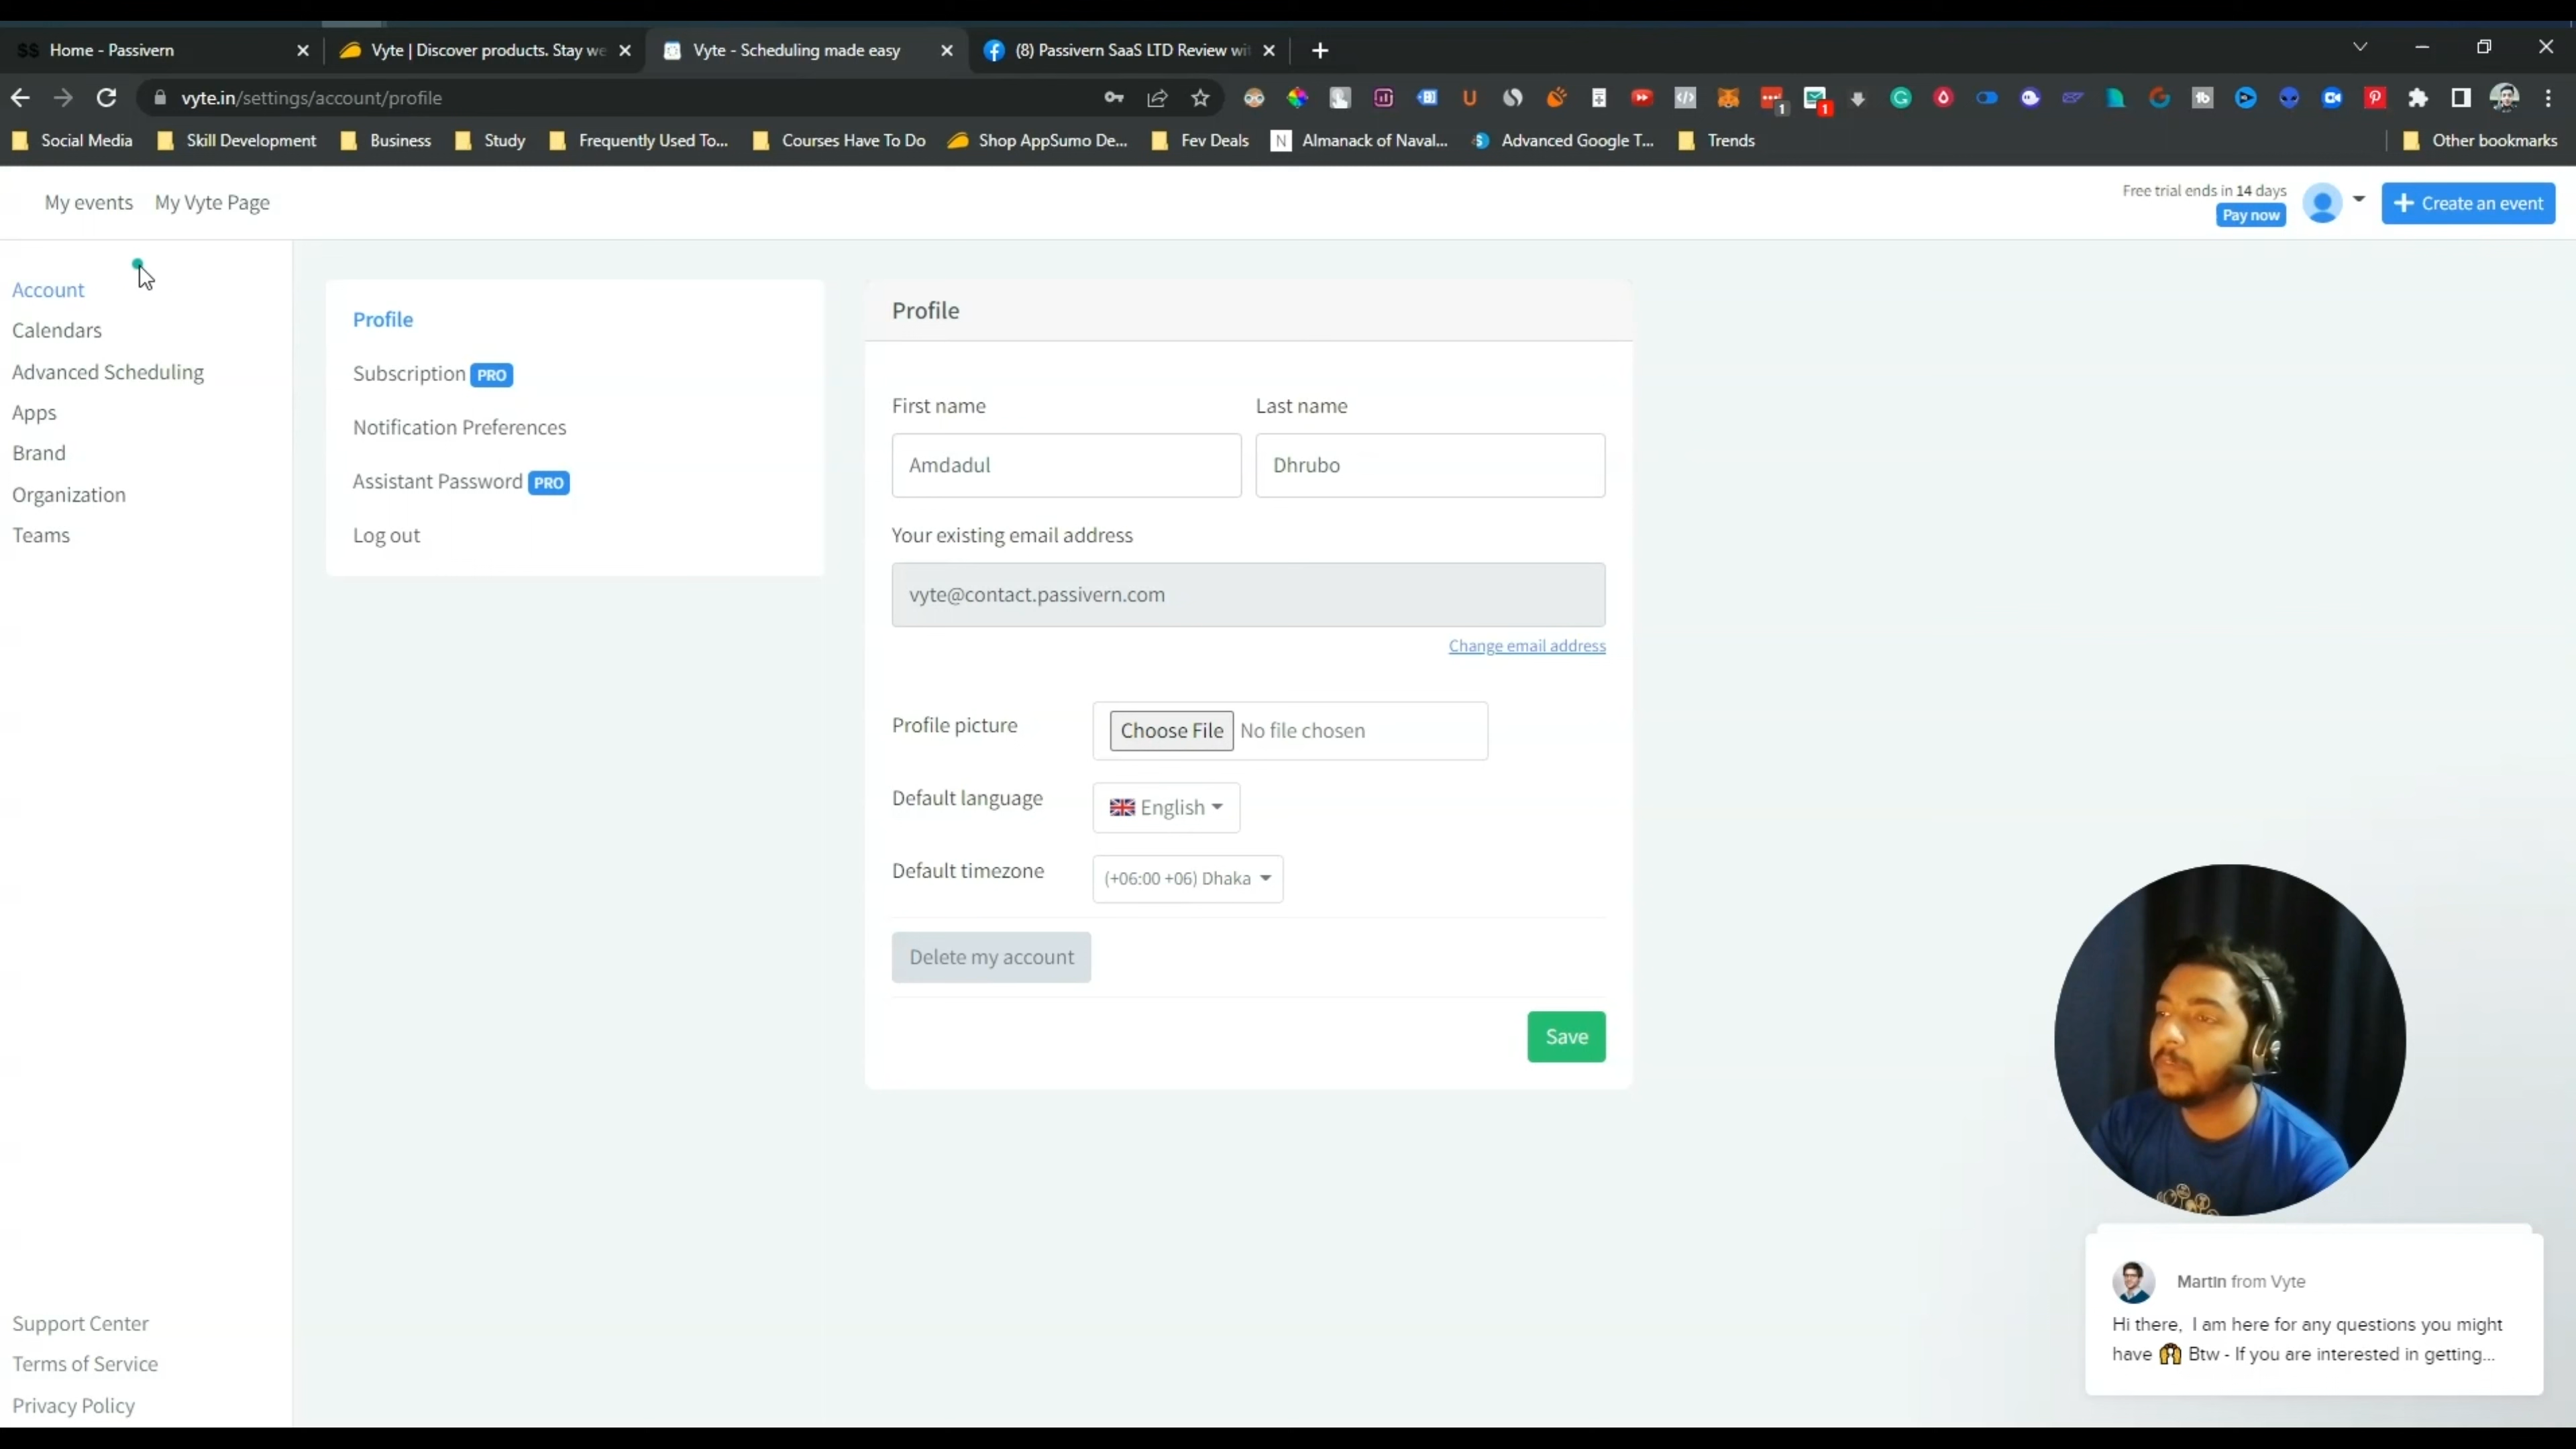 Home - Passivern
Vyte | Discover products. Stay we
Vyte - Scheduling made easy
(8) Passivern SaaS LTD Review wit
vyte.in/settings/account/profile
Social Media
Skill Development
Business
Study
Frequently Used To...
Courses Have To Do
Shop AppSumo De...
Fev Deals
Almanack of Naval...
Advanced Google T...
Trends
Other bookmarks
My events
My Vyte Page
Free trial ends in 14 days
Pay now
Create an event
Account
Calendars
Advanced Scheduling
Apps
Brand
Organization
Teams
Profile
Subscription PRO
Notification Preferences
Assistant Password PRO
Log out
Profile
First name
Last name
Amdadul
Dhrubo
Your existing email address
vyte@contact.passivern.com
Change email address
Profile picture
Choose File No file chosen
Default language
English
Default timezone
(+06:00 +06) Dhaka
Delete my account
Save
Support Center
Terms of Service
Privacy Policy
Martin from Vyte
Hi there, I am here for any questions you might
have 🙌 Btw - If you are interested in getting...